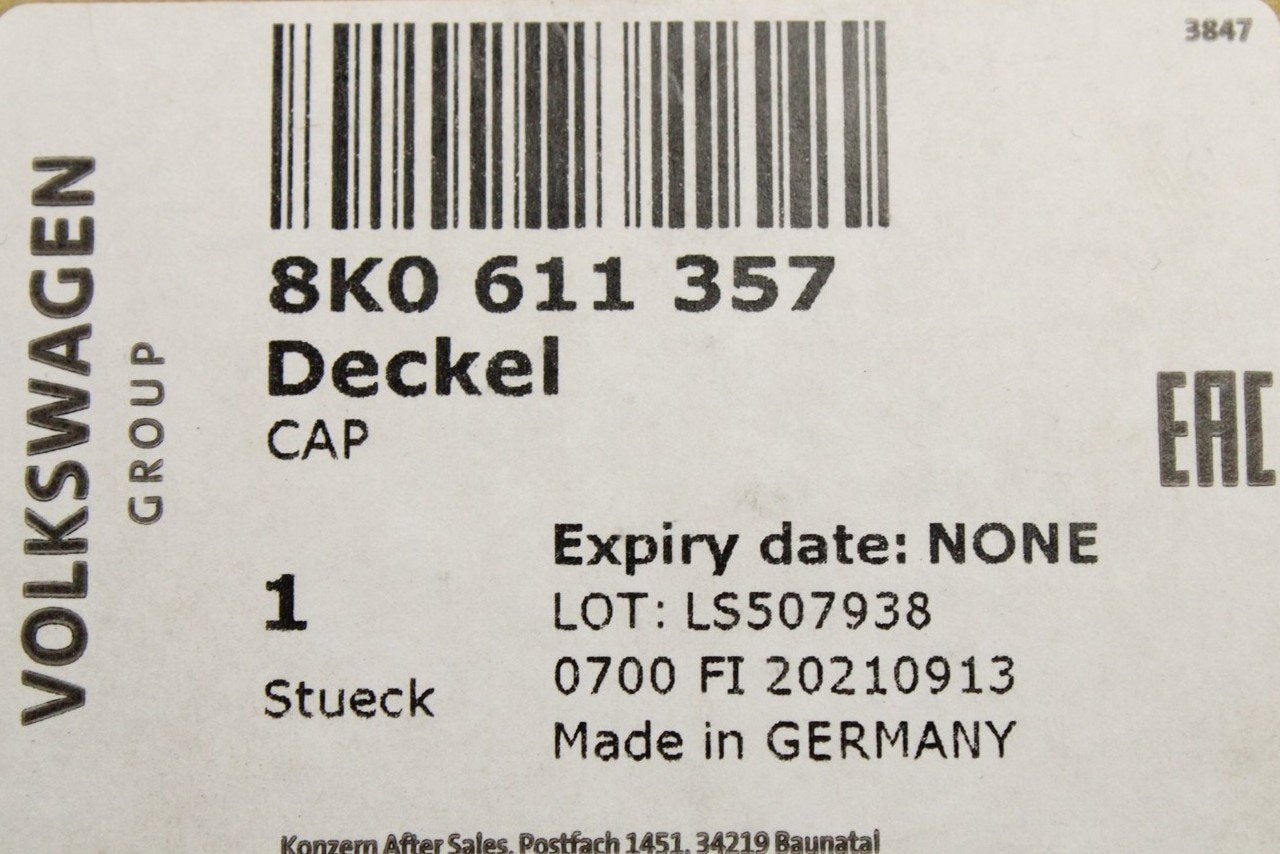 3847
VOLKSWAGEN
GROUP
8K0 611 357
Deckel
CAP
EAC
1
Stueck
Expiry date: NONE
LOT: LS507938
0700 FI 20210913
Made in GERMANY
Konzern After Sales, Postfach 1451, 34219 Baunatal